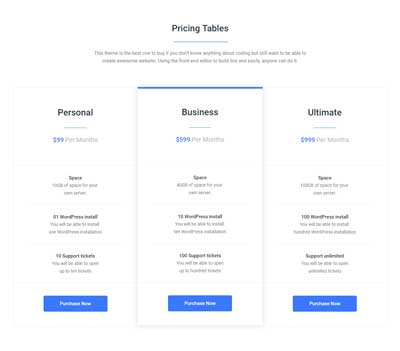 Pricing Tables
This theme is the best one to buy if you don't know anything about coding but still want to be able to
create awesome website. Using the front-end editor to build live and easily, anyone can do it.
Personal
$99 Per Months
Space
10GB of space for your
own server
01 WordPress install
You will be able to install
one WordPress installation
10 Support tickets
You will be able to open
up to ten tickets
Purchase Now
Business
$599 Per Months
Space
40GB of space for your
own server
10 WordPress install
You will be able to install
ten WordPress installation
100 Support tickets
You will be able to open
up to hundred tickets
Purchase Now
Ultimate
$999 Per Months
Space
100GB of space for your
own server
100 WordPress install
You will be able to install
hundred WordPress installation
Support unlimited
You will be able to open
unlimited tickets
Purchase Now